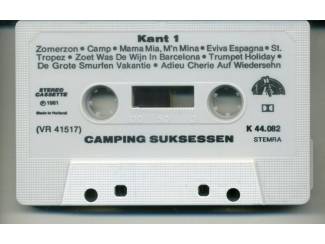 Kant 1
Zomerzon • Camp • Mama Mia, M'n Mina • Eviva Espagna • St.
Tropez • Zoet Was De Wijn In Barcelona • Trumpet Holiday •
De Grote Smurfen Vakantie • Adieu Cherie Auf Wiedersehn
STEREO
CASSETTE
℗ 1981
Made in Holland
(VR 41517)
CAMPING SUKSESSEN
K 44.082
STEMRA